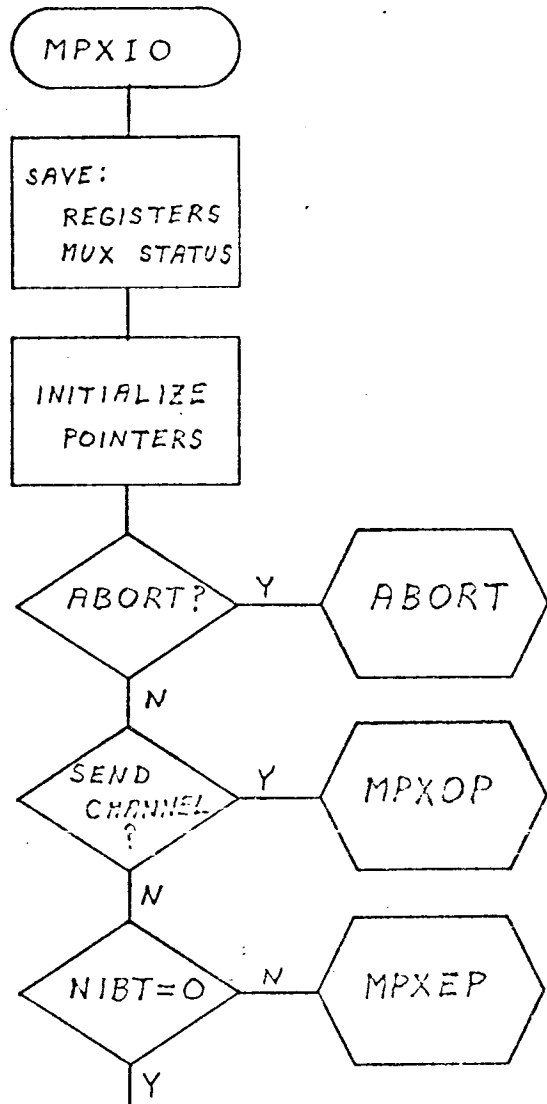 MPXIO
SAVE:
REGISTERS
MUX STATUS
INITIALIZE
POINTERS
ABORT?
Y
ABORT
N
SEND
CHANNEL
?
Y
MPXOP
N
NIBT=0
N
MPXEP
Y